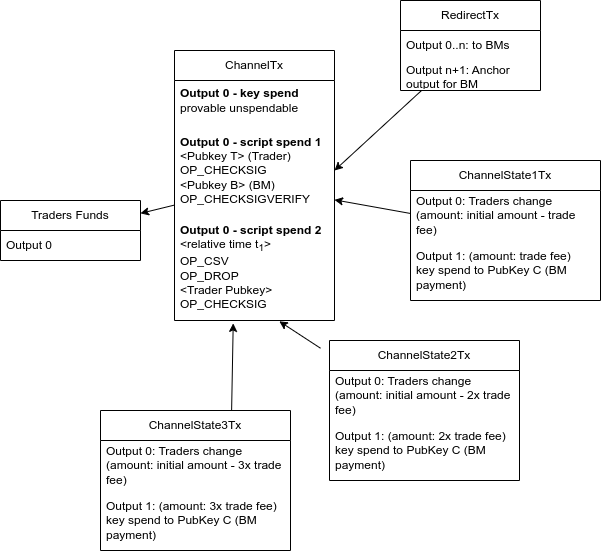 RedirectTx
Output 0..n: to BMs
Output n+1: Anchor
output for BM
ChannelTx
Output 0 - key spend
provable unspendable
Output 0 - script spend 1
<Pubkey T> (Trader)
OP_CHECKSIG
<Pubkey B> (BM)
OP_CHECKSIGVERIFY
Output 0 - script spend 2
<relative time t1>
OP_CSV
OP_DROP
<Trader Pubkey>
OP_CHECKSIG
Traders Funds
Output 0
ChannelState1Tx
Output 0: Traders change
(amount: initial amount - trade
fee)
Output 1: (amount: trade fee)
key spend to PubKey C (BM
payment)
ChannelState2Tx
Output 0: Traders change
(amount: initial amount - 2x trade
fee)
Output 1: (amount: 2x trade fee)
key spend to PubKey C (BM
payment)
ChannelState3Tx
Output 0: Traders change
(amount: initial amount - 3x trade
fee)
Output 1: (amount: 3x trade fee)
key spend to PubKey C (BM
payment)